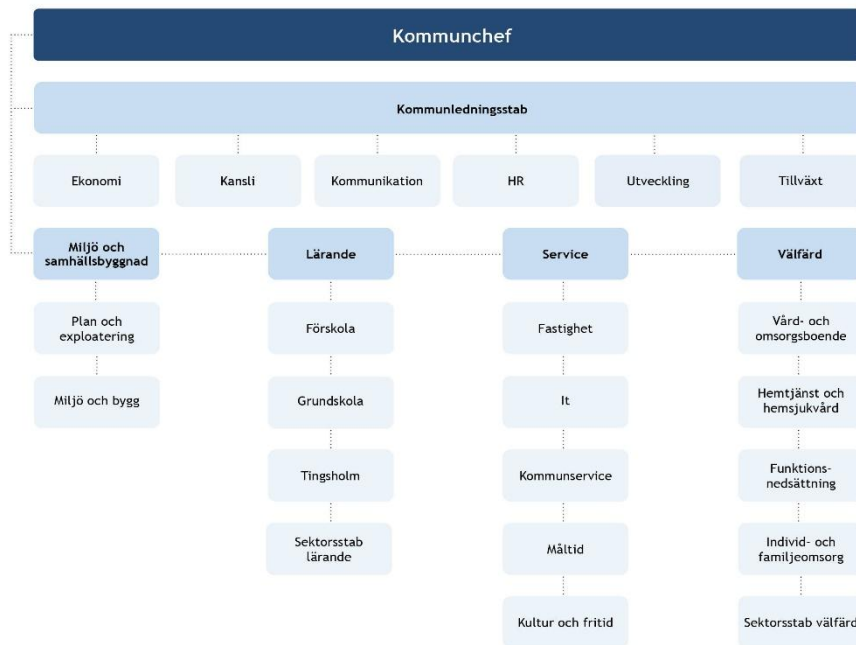 Kommunchef
Kommunledningsstab
Ekonomi
Kansli
Kommunikation
HR
Utveckling
Tillväxt
Miljö och
samhällsbyggnad
Lärande
Service
Välfärd
Plan och
exploatering
Förskola
Fastighet
Vård- och
omsorgsboende
Miljö och bygg
Grundskola
It
Hemtjänst och
hemsjukvård
Tingsholm
Kommunservice
Funktions-
nedsättning
Sektorsstab
lärande
Måltid
Individ- och
familjeomsorg
Kultur och fritid
Sektorsstab välfärd